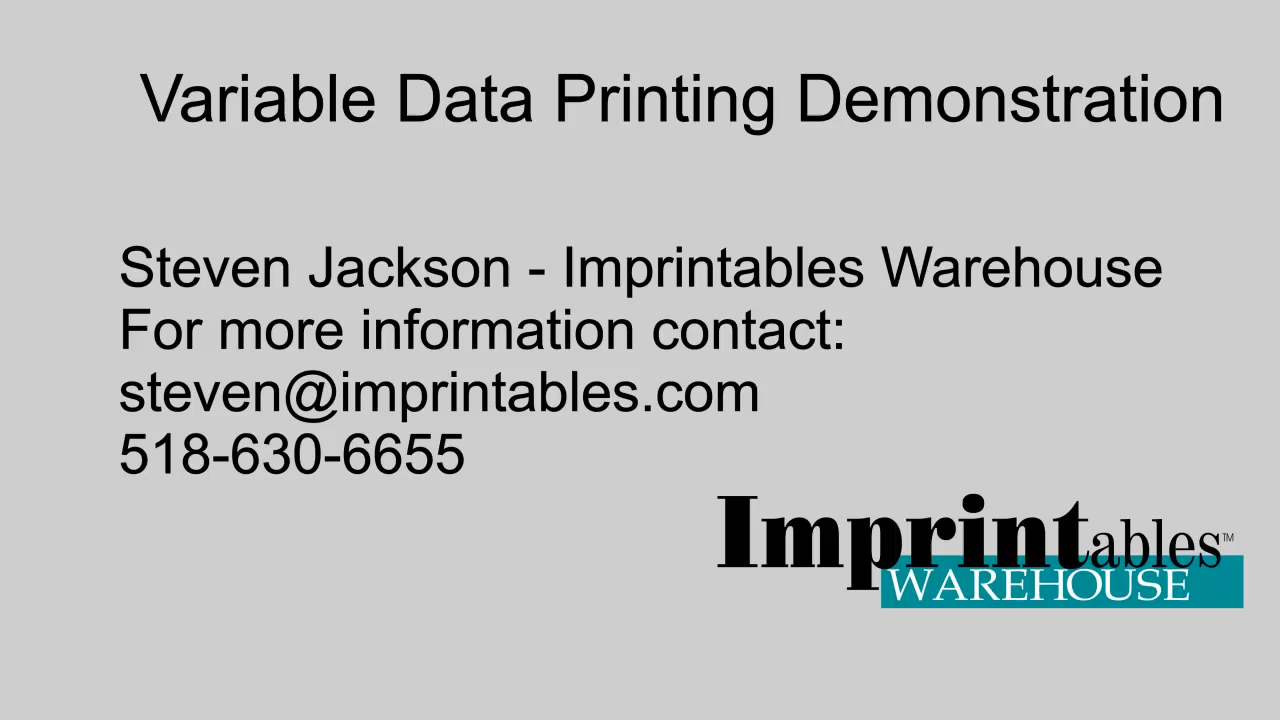 Variable Data Printing Demonstration
Steven Jackson - Imprintables Warehouse
For more information contact:
steven@imprintables.com
518-630-6655
Imprintables™
WAREHOUSE